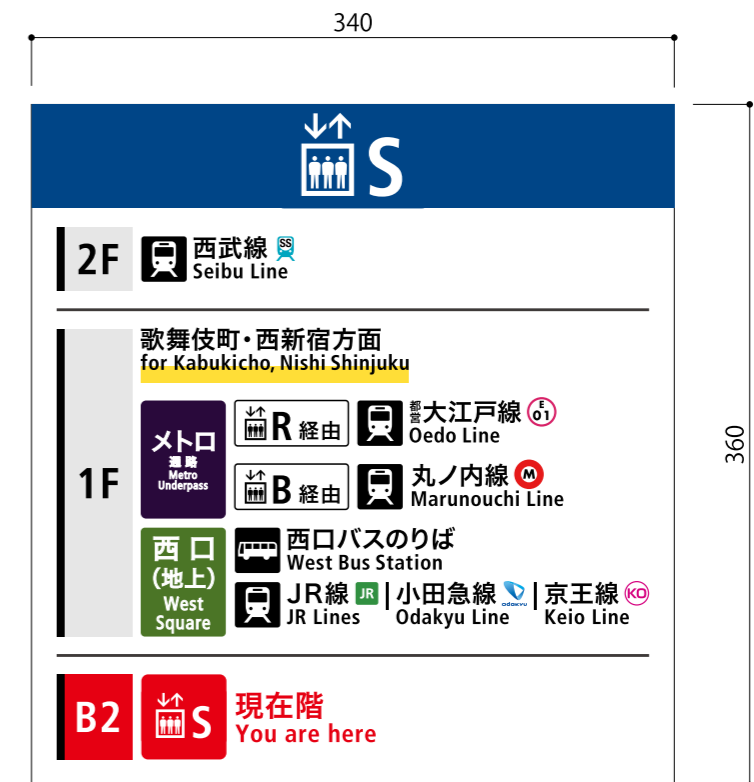 340
S
360
2F
西武線 SS
Seibu Line
1F
歌舞伎町・西新宿方面
for Kabukicho, Nishi Shinjuku
メトロ
通路
Metro
Underpass
R 経由
都営大江戸線 E 01
Oedo Line
B 経由
丸ノ内線 M
Marunouchi Line
西口
(地上)
West
Square
西口バスのりば
West Bus Station
JR線 JR | 小田急線 odakyu | 京王線 KO
JR Lines Odakyu Line Keio Line
B2
S
現在階
You are here